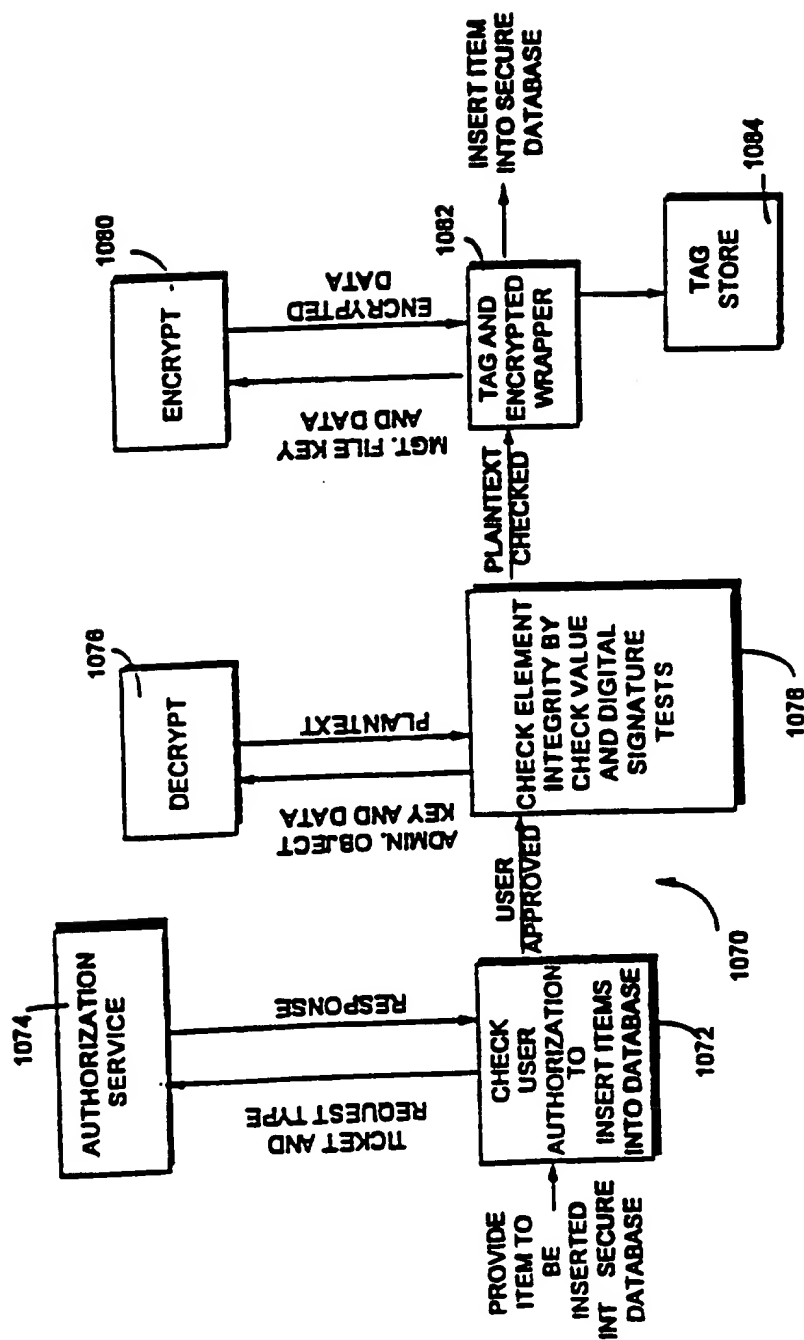 1074
AUTHORIZATION
SERVICE
TICKET AND
REQUEST TYPE
RESPONSE
PROVIDE
ITEM TO
BE
INSERTED
INT SECURE
DATABASE
CHECK
USER
AUTHORIZATION
TO
INSERT ITEMS
INTO DATABASE
1072
1070
USER
APPROVED
1076
DECRYPT
ADMIN. OBJECT
KEY AND DATA
PLAINTEXT
CHECK ELEMENT
INTEGRITY BY
CHECK VALUE
AND DIGITAL
SIGNATURE
TESTS
1078
PLAINTEXT
CHECKED
1080
ENCRYPT
MGT. FILE KEY
AND DATA
ENCRYPTED
DATA
1082
TAG AND
ENCRYPTED
WRAPPER
INSERT ITEM
INTO SECURE
DATABASE
TAG
STORE
1084